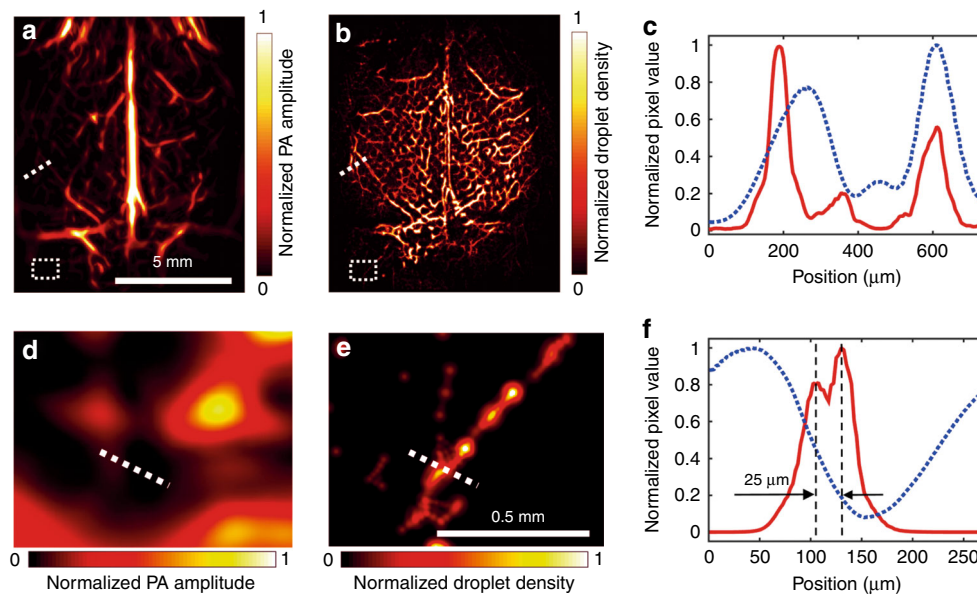 a
1
Normalized PA amplitude
0
5 mm
b
1
Normalized droplet density
0
c
Normalized pixel value
1
0.8
0.6
0.4
0.2
0
0 200 400 600
Position (μm)
d
0 1
Normalized PA amplitude
e
0.5 mm
0 1
Normalized droplet density
f
Normalized pixel value
1
0.8
0.6
0.4
0.2
0
25 μm
0 50 100 150 200 250
Position (μm)